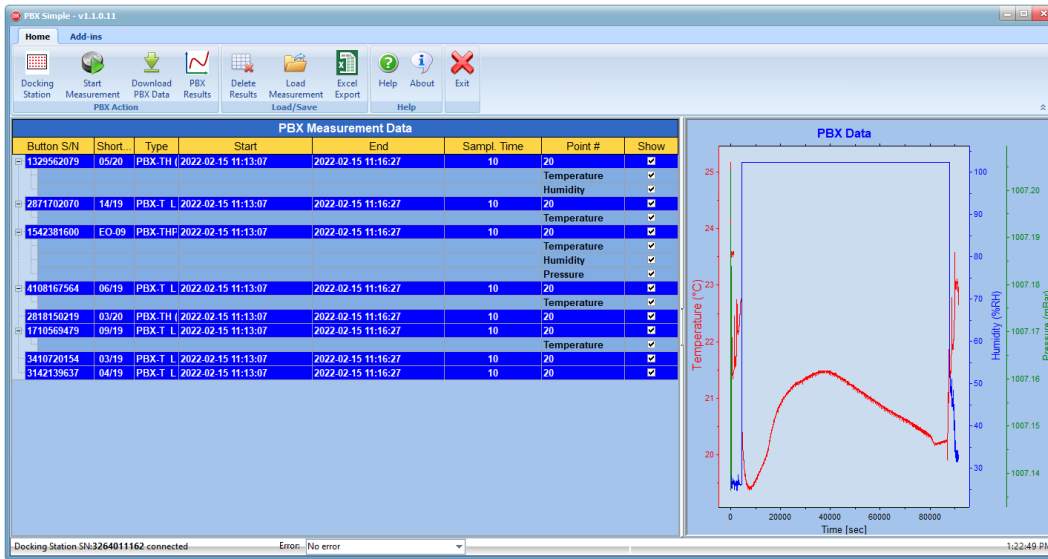 PBX Simple - v1.1.0.11
Home Add-ins
Docking Station Start Measurement Download PBX Data PBX Results Delete Results Load Measurement Excel Export Help About Exit
PBX Action Load/Save Help
PBX Measurement Data
Button S/N Short... Type Start End Sampl. Time Point # Show
1329562079 05/20 PBX-TH ( 2022-02-15 11:13:07 2022-02-15 11:16:27 10 20
Temperature
Humidity
2871702070 14/19 PBX-T L 2022-02-15 11:13:07 2022-02-15 11:16:27 10 20
Temperature
1542381600 EO-09 PBX-THP 2022-02-15 11:13:07 2022-02-15 11:16:27 10 20
Temperature
Humidity
Pressure
4108167564 06/19 PBX-T L 2022-02-15 11:13:07 2022-02-15 11:16:27 10 20
Temperature
2818150219 03/20 PBX-TH ( 2022-02-15 11:13:07 2022-02-15 11:16:27 10 20
1710569479 09/19 PBX-T L 2022-02-15 11:13:07 2022-02-15 11:16:27 10 20
Temperature
3410720154 03/19 PBX-T L 2022-02-15 11:13:07 2022-02-15 11:16:27 10 20
3142139637 04/19 PBX-T L 2022-02-15 11:13:07 2022-02-15 11:16:27 10 20
PBX Data
Temperature (°C)
25
24
23
22
21
20
100
90
80
70
60
50
40
30
Humidity (%RH)
1007.20
1007.19
1007.18
1007.17
1007.16
1007.15
1007.14
Pressure (mBar)
0 20000 40000 60000 80000
Time [sec]
Docking Station SN:3264011162 connected Error: No error 1:22:49 PM